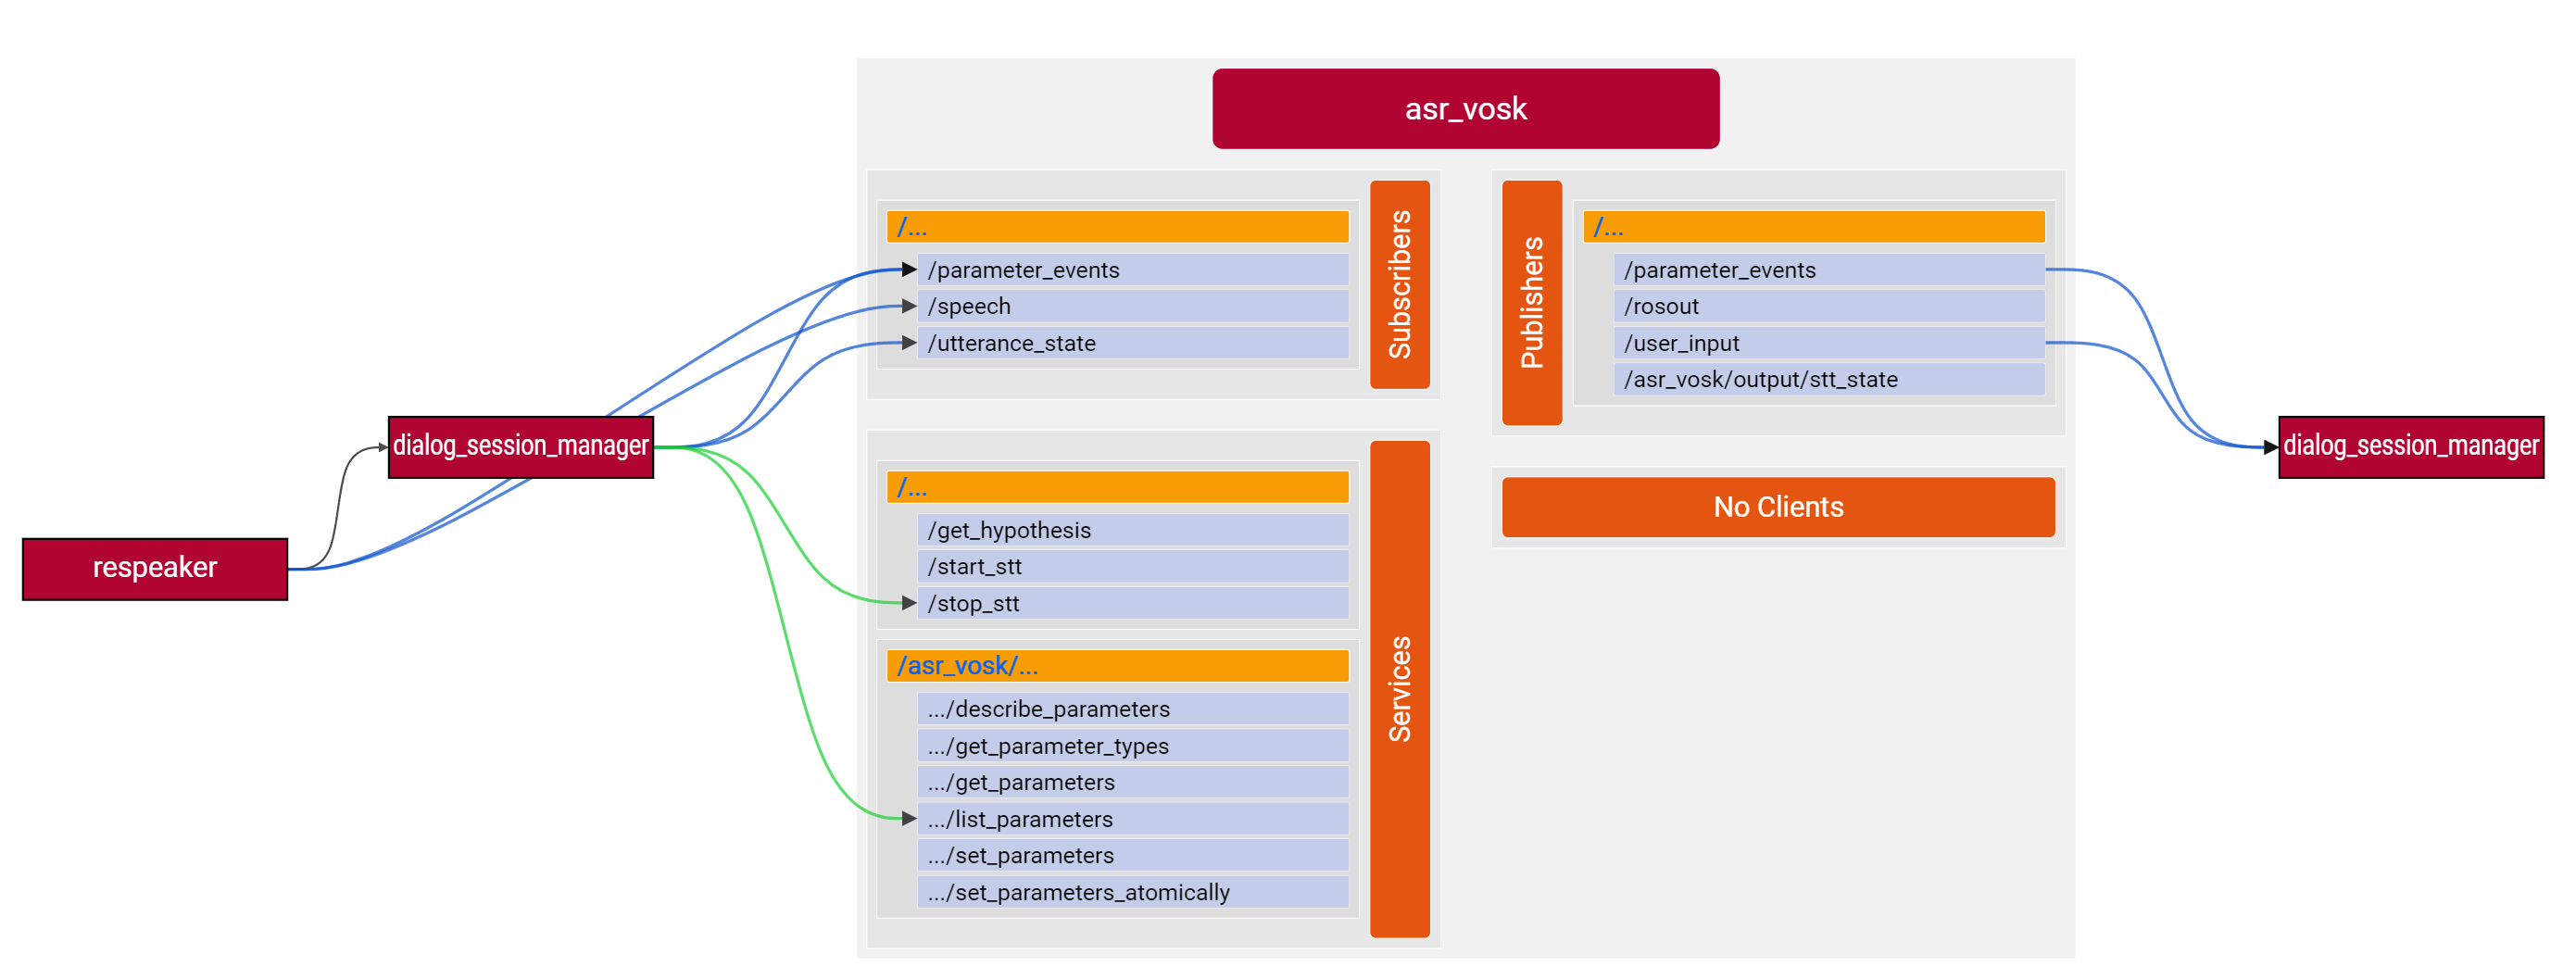 asr_vosk
/...
/parameter_events
/speech
/utterance_state
Subscribers
Publishers
/...
/parameter_events
/rosout
/user_input
/asr_vosk/output/stt_state
dialog_session_manager
respeaker
/...
/get_hypothesis
/start_stt
/stop_stt
/asr_vosk/...
.../describe_parameters
.../get_parameter_types
.../get_parameters
.../list_parameters
.../set_parameters
.../set_parameters_atomically
Services
No Clients
dialog_session_manager